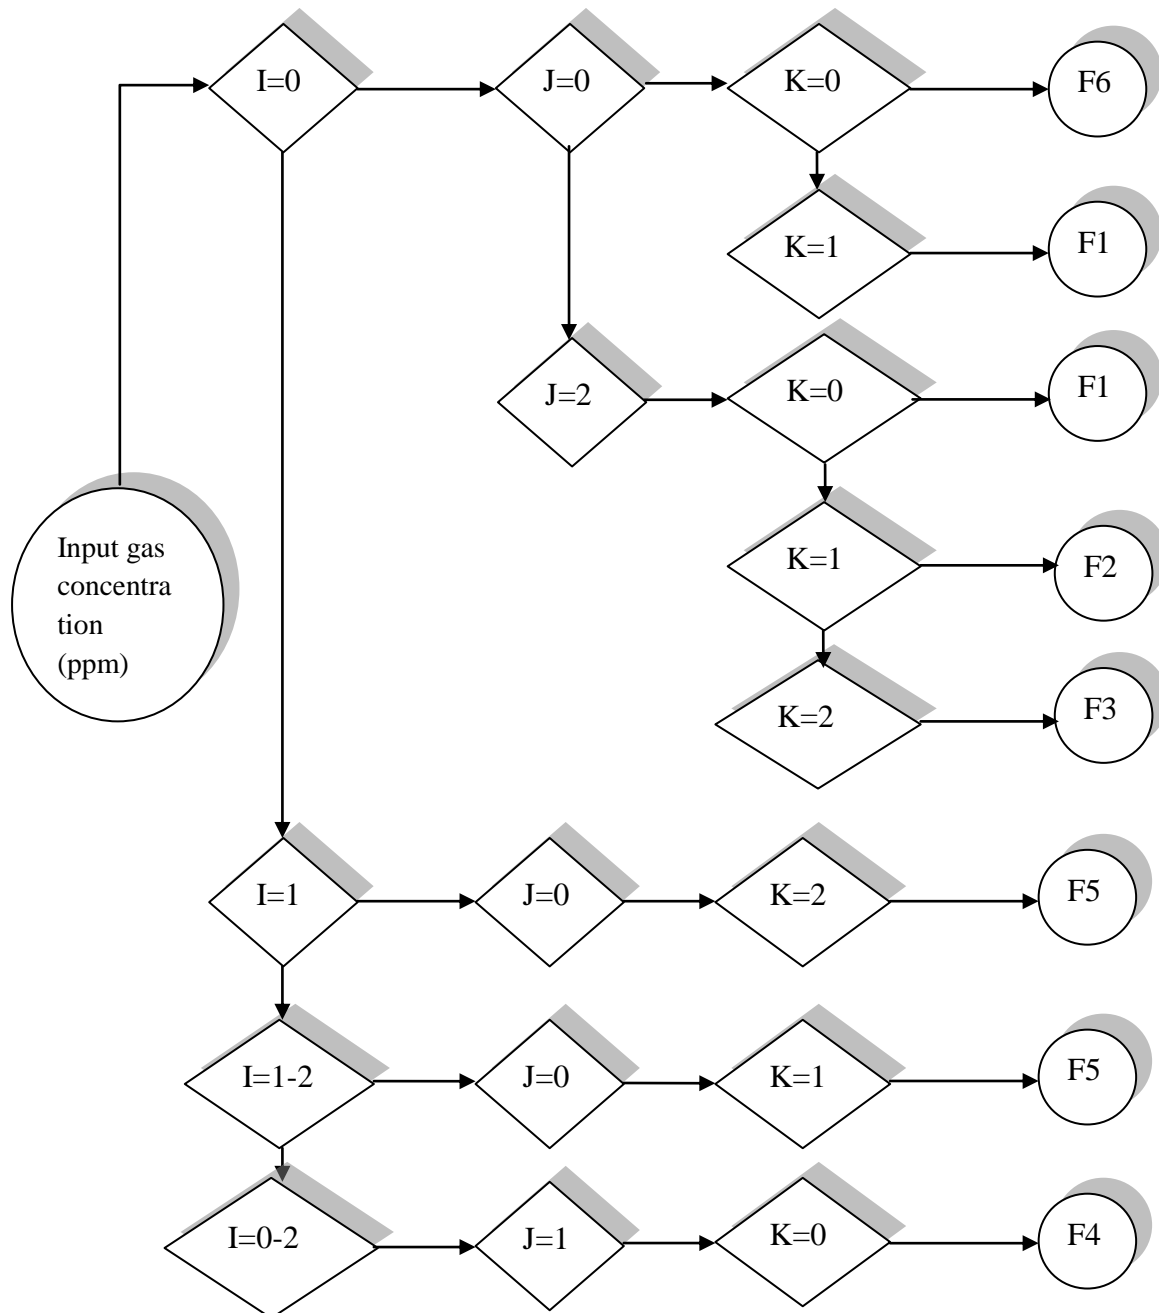 I=0
J=0
K=0
F6
K=1
F1
J=2
K=0
F1
K=1
F2
K=2
F3
Input gas
concentra
tion
(ppm)
I=1
J=0
K=2
F5
I=1-2
J=0
K=1
F5
I=0-2
J=1
K=0
F4